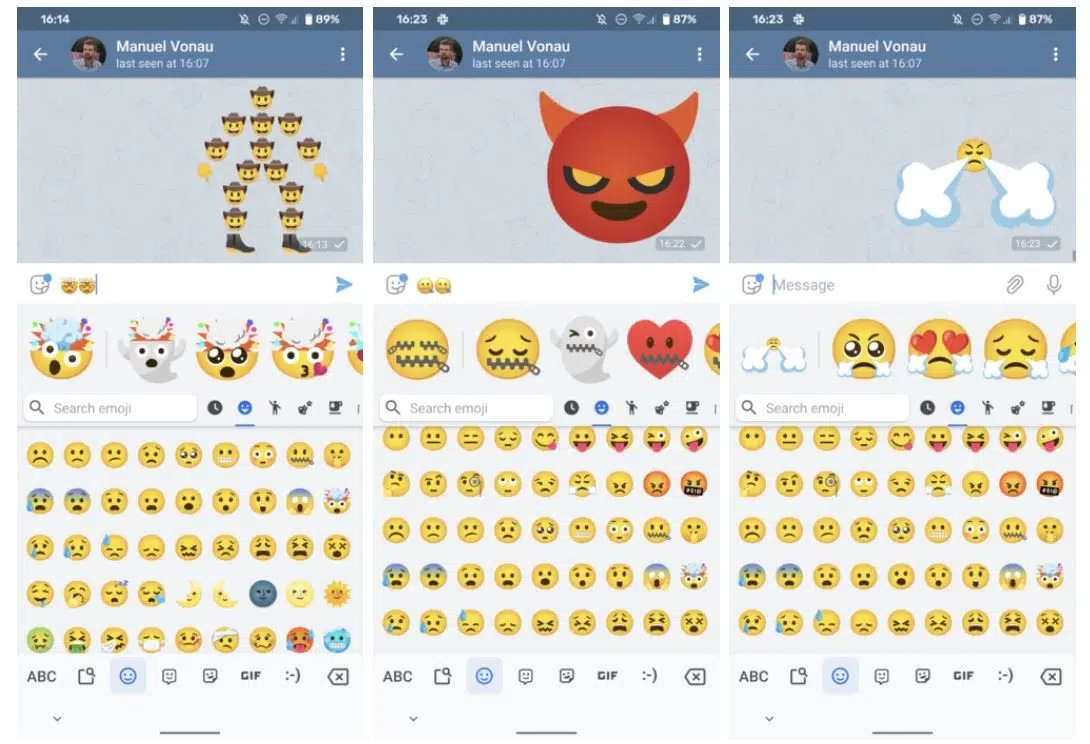 16:14
89%
Manuel Vonau
last seen at 16:07
16:13
Search emoji
ABC
GIF
:-)
16:23
87%
Manuel Vonau
last seen at 16:07
16:22
Search emoji
ABC
GIF
:-)
16:23
87%
Manuel Vonau
last seen at 16:07
16:23
Message
Search emoji
ABC
GIF
:-)